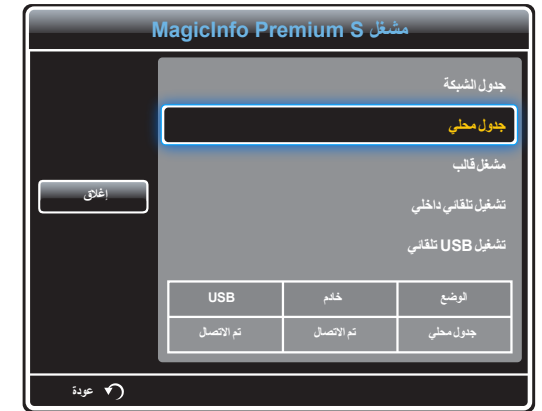 مشغل MagicInfo Premium S
جدول الشبكة
جدول محلي
مشغل قالب
تشغيل تلقائي داخلي
تشغيل USB تلقائي
إغلاق
الوضع خادم USB
جدول محلي تم الاتصال تم الاتصال
عودة